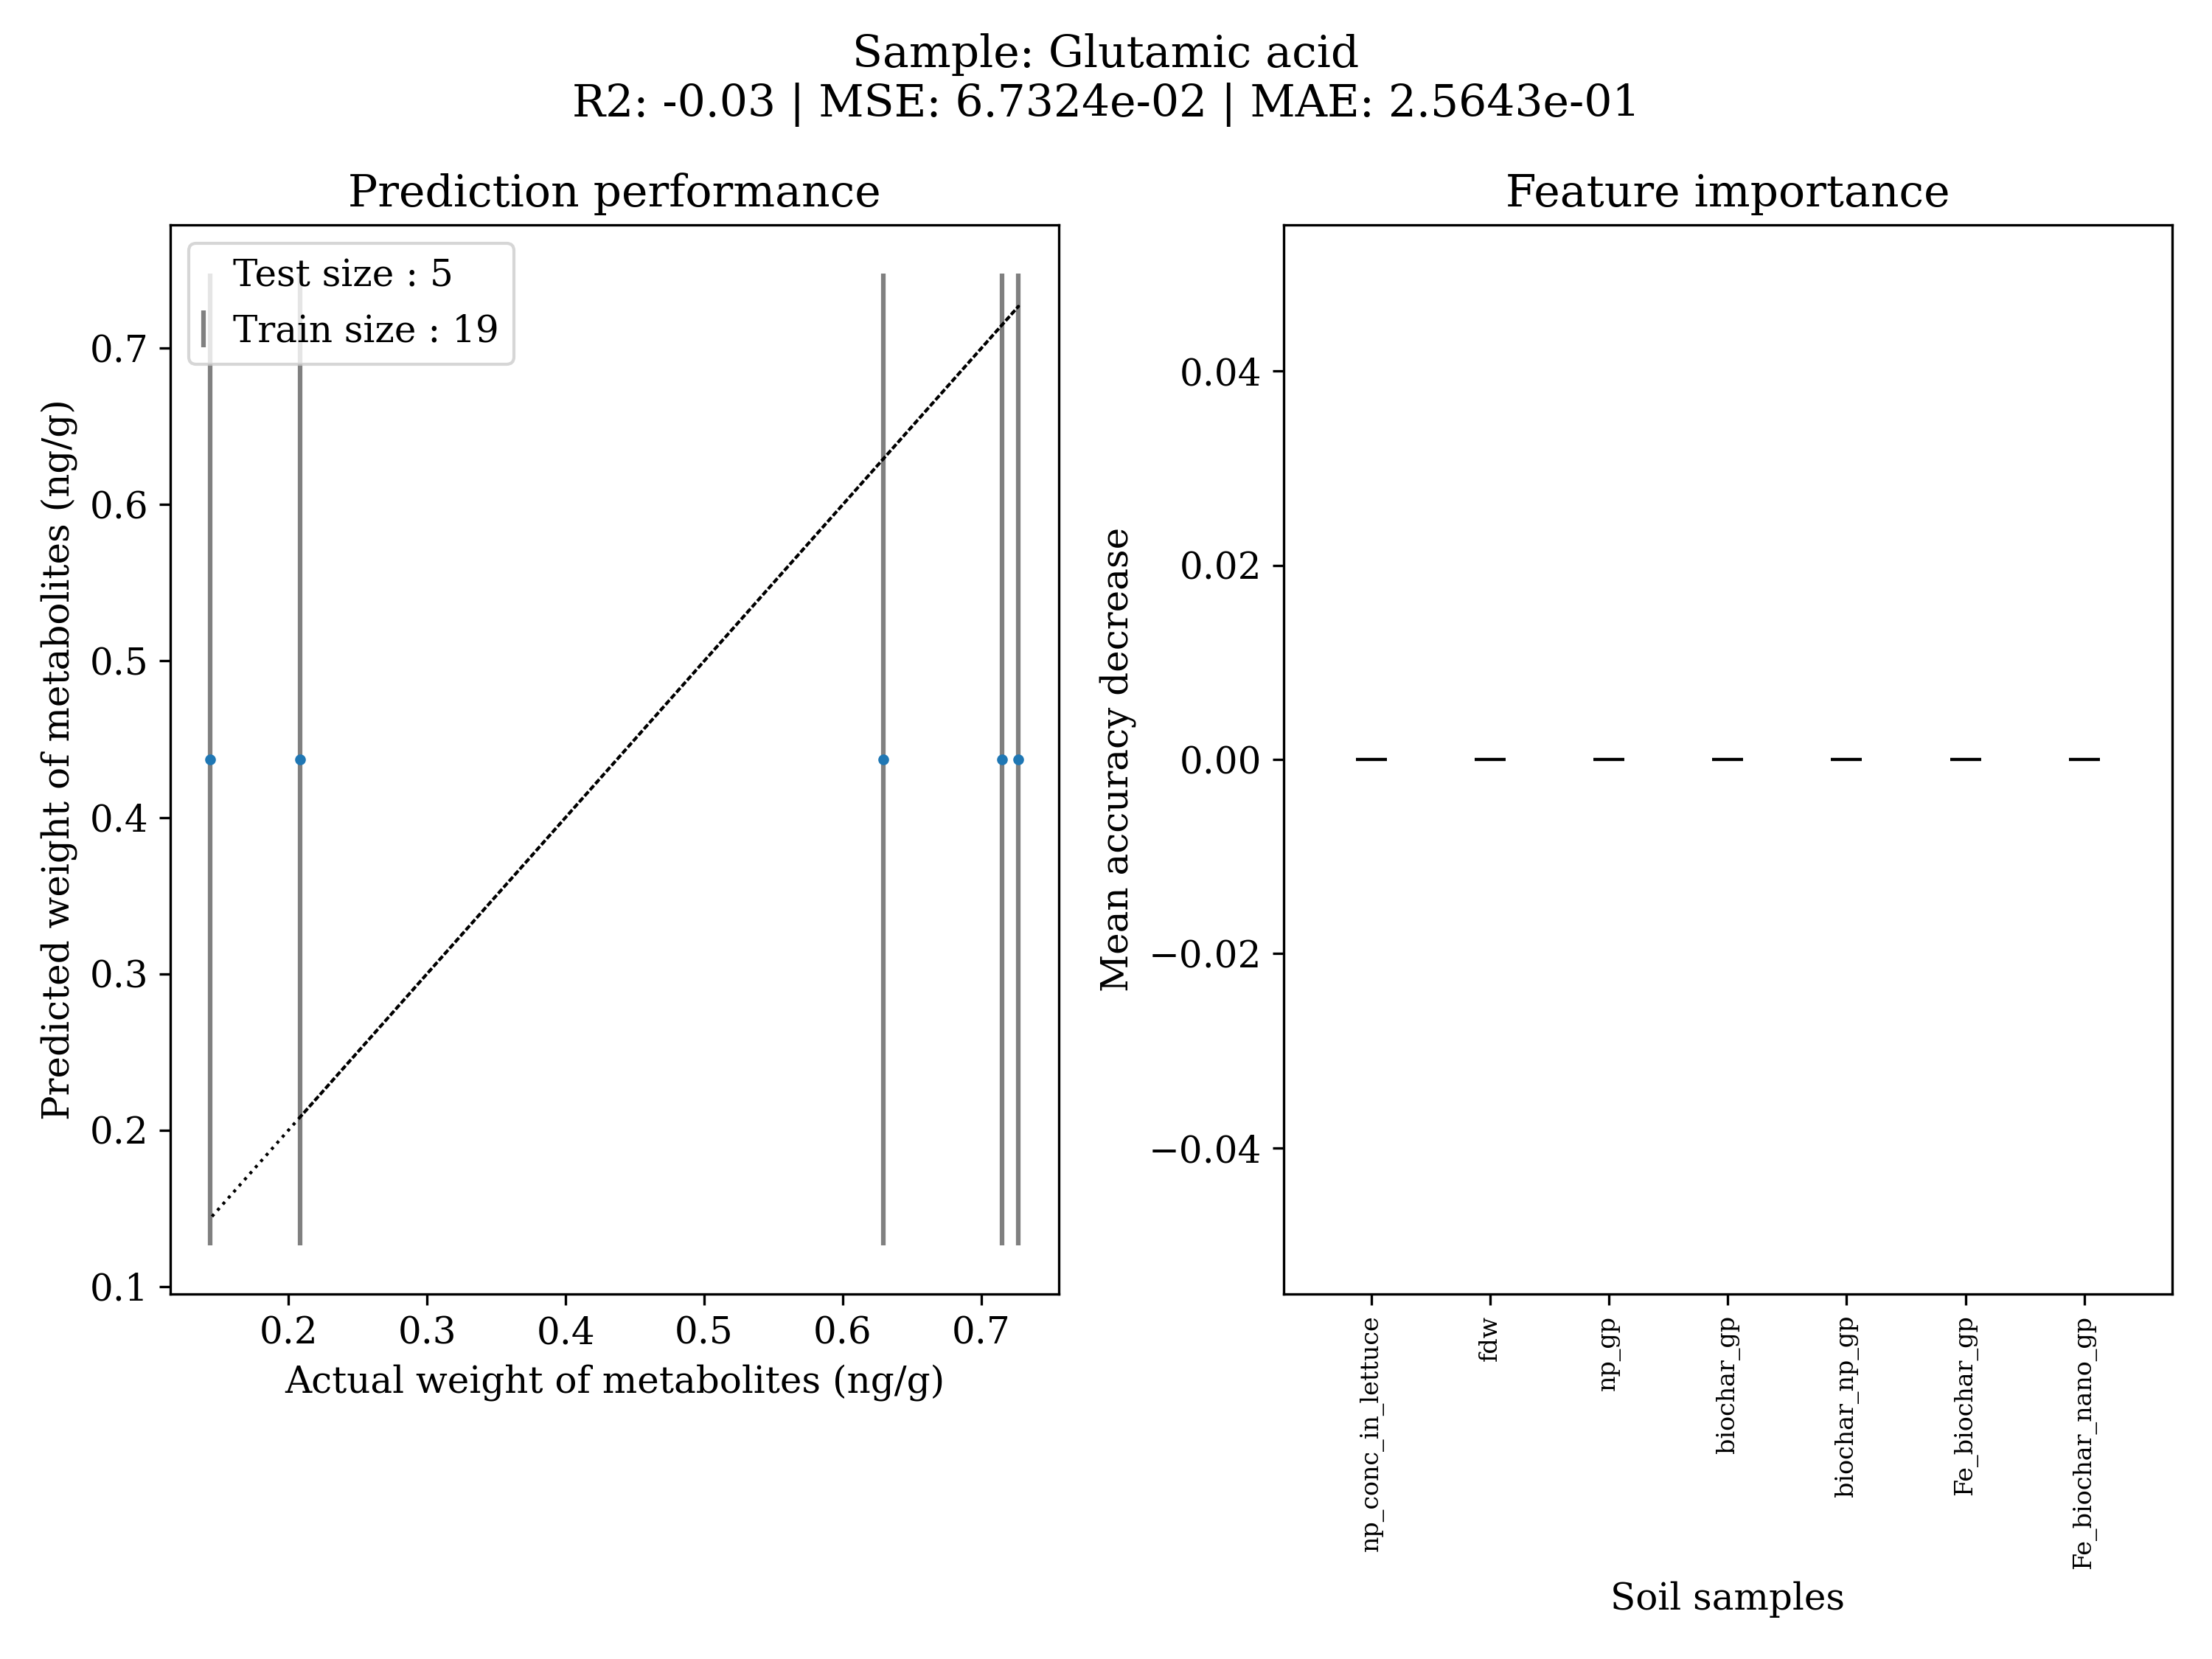 Sample: Glutamic acid
R2: -0.03 | MSE: 6.7324e-02 | MAE: 2.5643e-01
Prediction performance
Test size : 5
Train size : 19
0.7
0.6
0.5
0.4
0.3
0.2
0.1
Predicted weight of metabolites (ng/g)
0.2 0.3 0.4 0.5 0.6 0.7
Actual weight of metabolites (ng/g)
Feature importance
0.04
0.02
0.00
−0.02
−0.04
Mean accuracy decrease
np_conc_in_lettuce
fdw
np_gp
biochar_gp
biochar_np_gp
Fe_biochar_gp
Fe_biochar_nano_gp
Soil samples